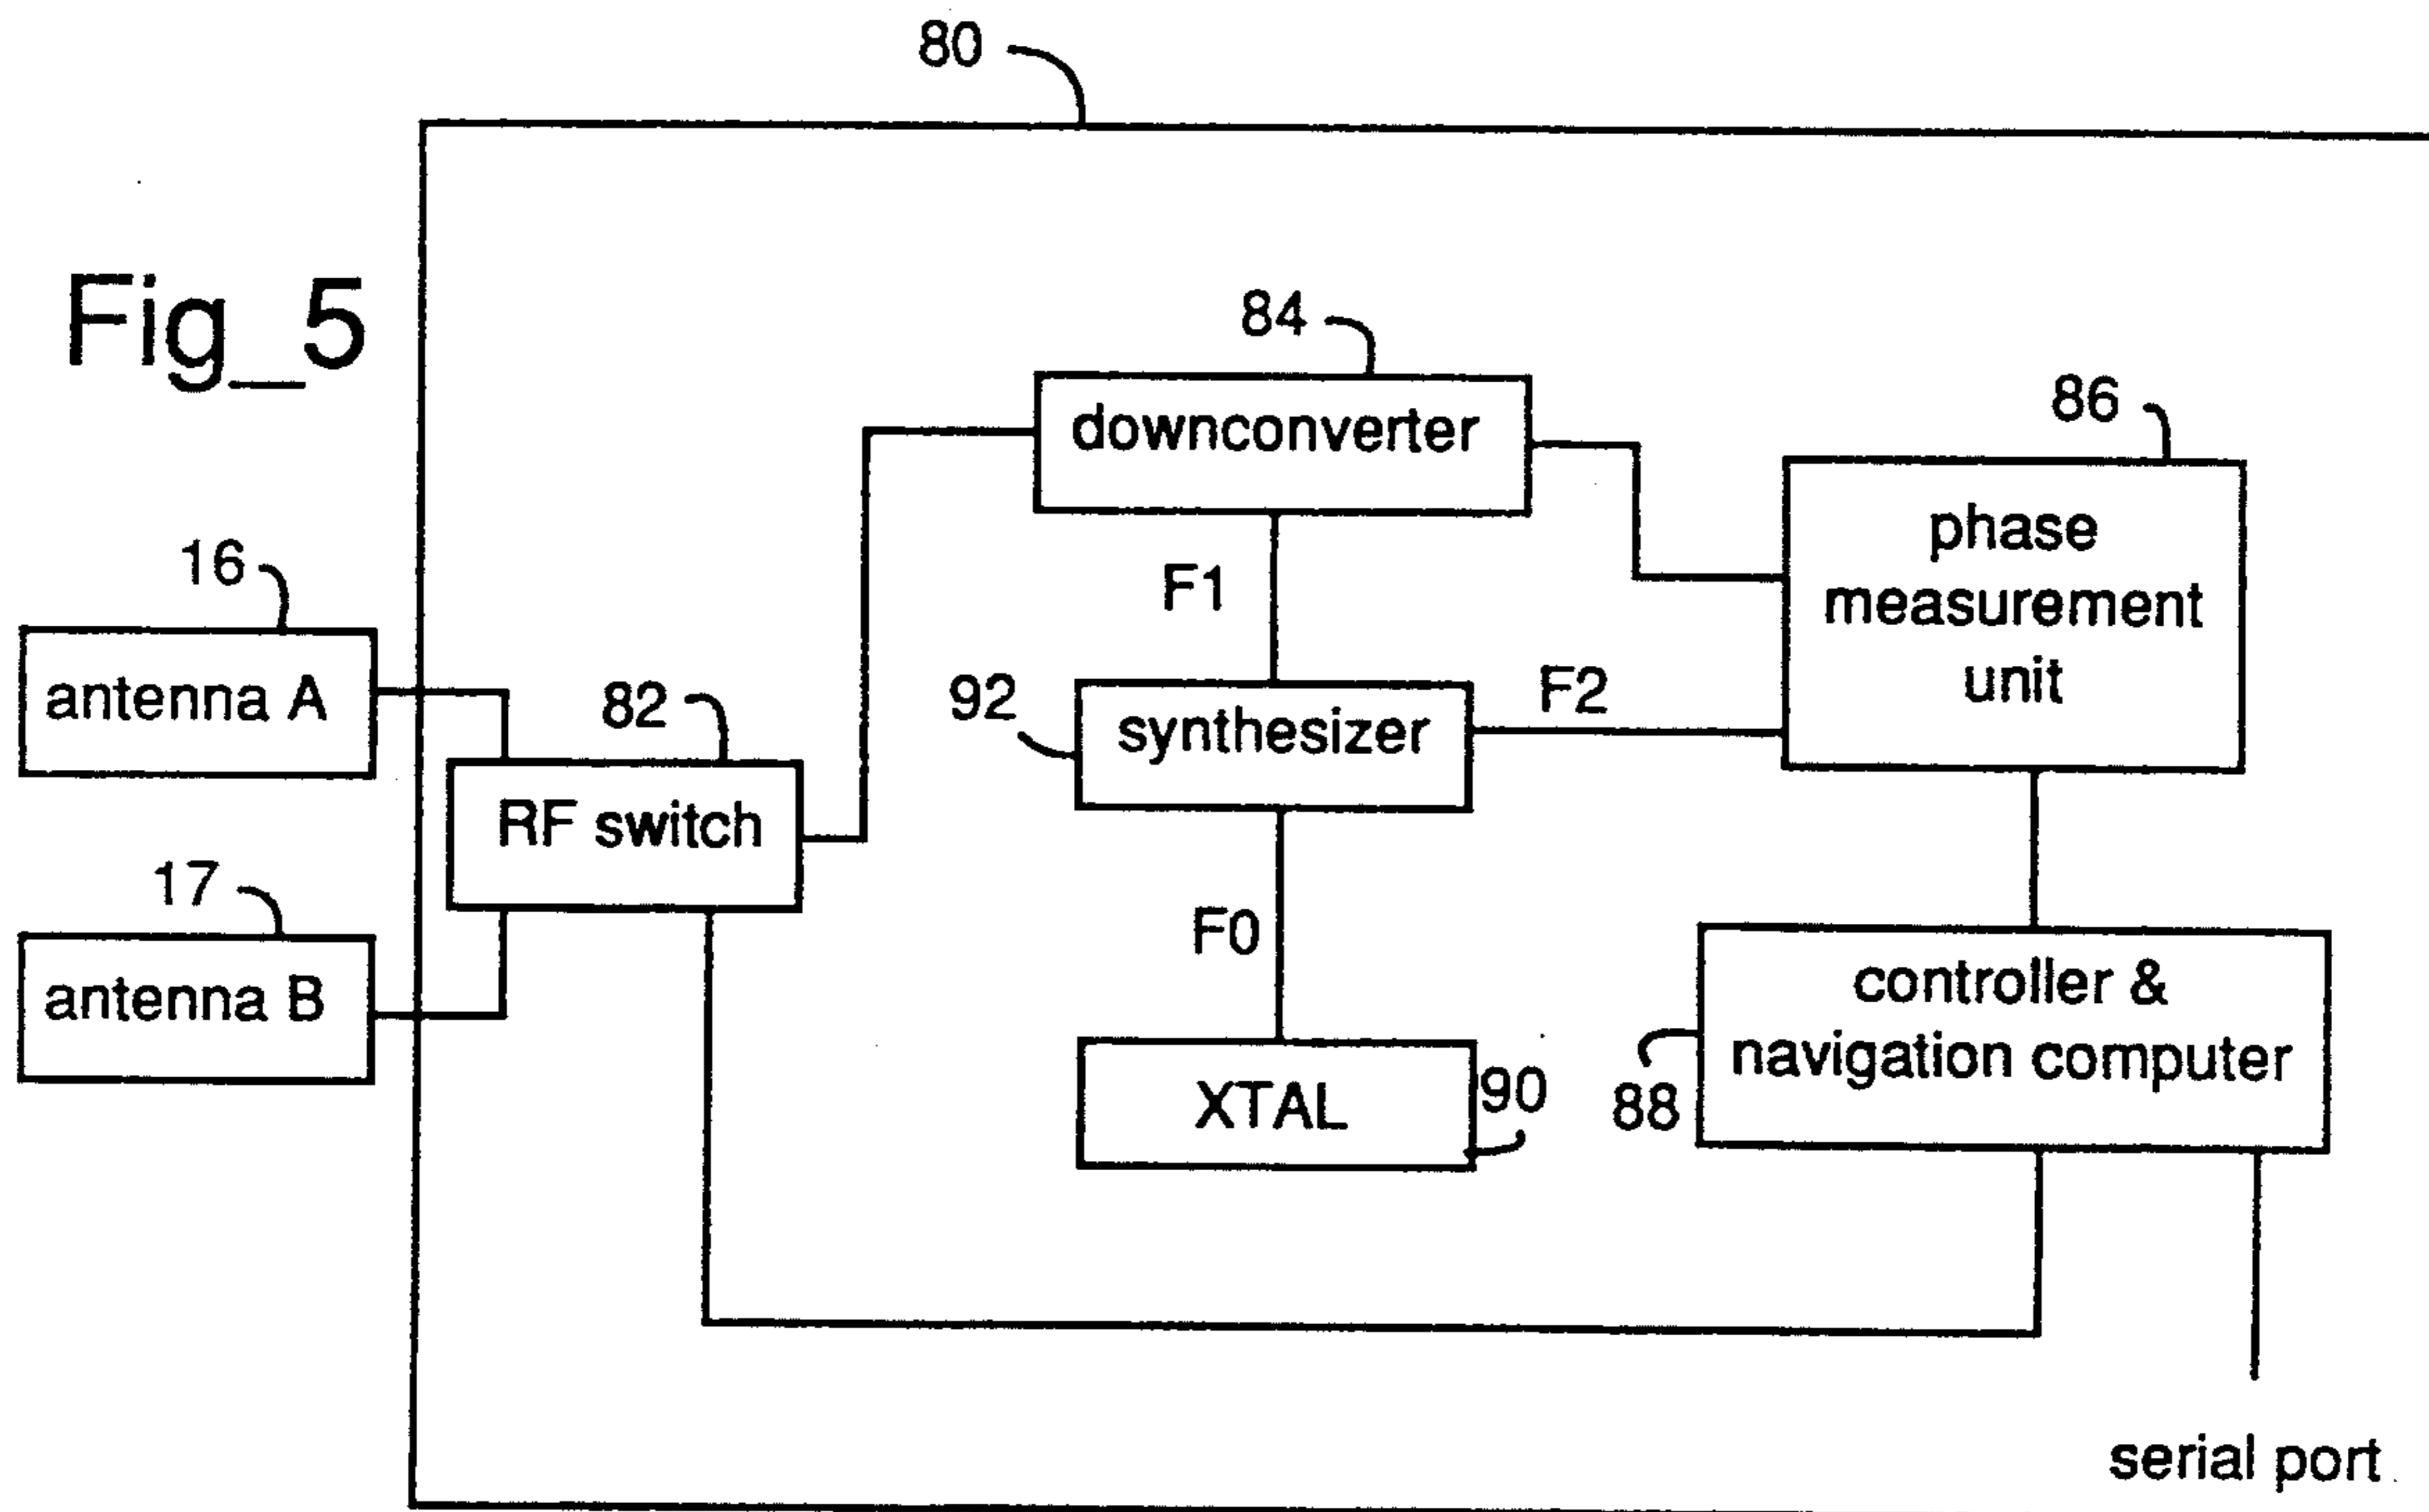 80
Fig_5
84
downconverter
86
phase
measurement
unit
16
antenna A
F1
82
92
synthesizer
F2
RF switch
17
antenna B
F0
controller &
navigation computer
88
XTAL
90
serial port